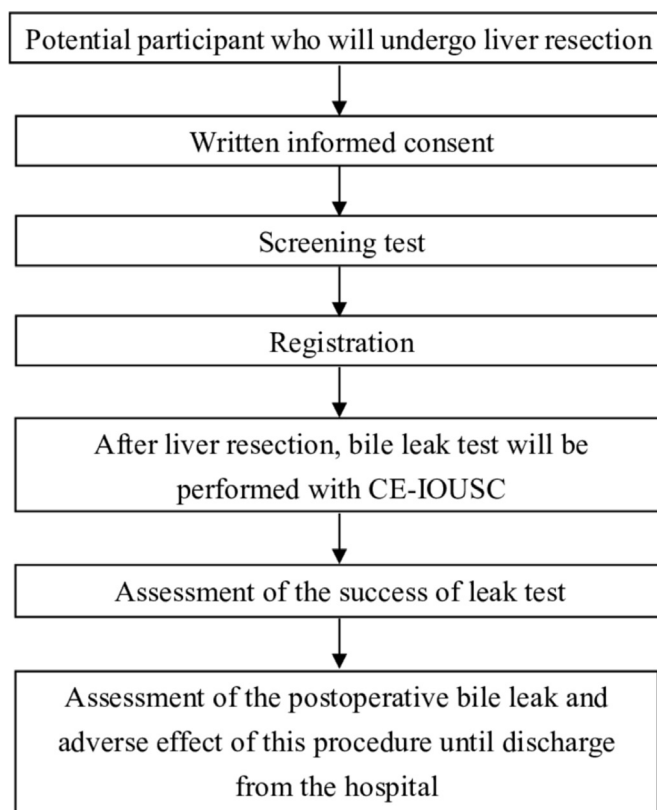 Potential participant who will undergo liver resection
Written informed consent
Screening test
Registration
After liver resection, bile leak test will be
performed with CE-IOUSC
Assessment of the success of leak test
Assessment of the postoperative bile leak and
adverse effect of this procedure until discharge
from the hospital